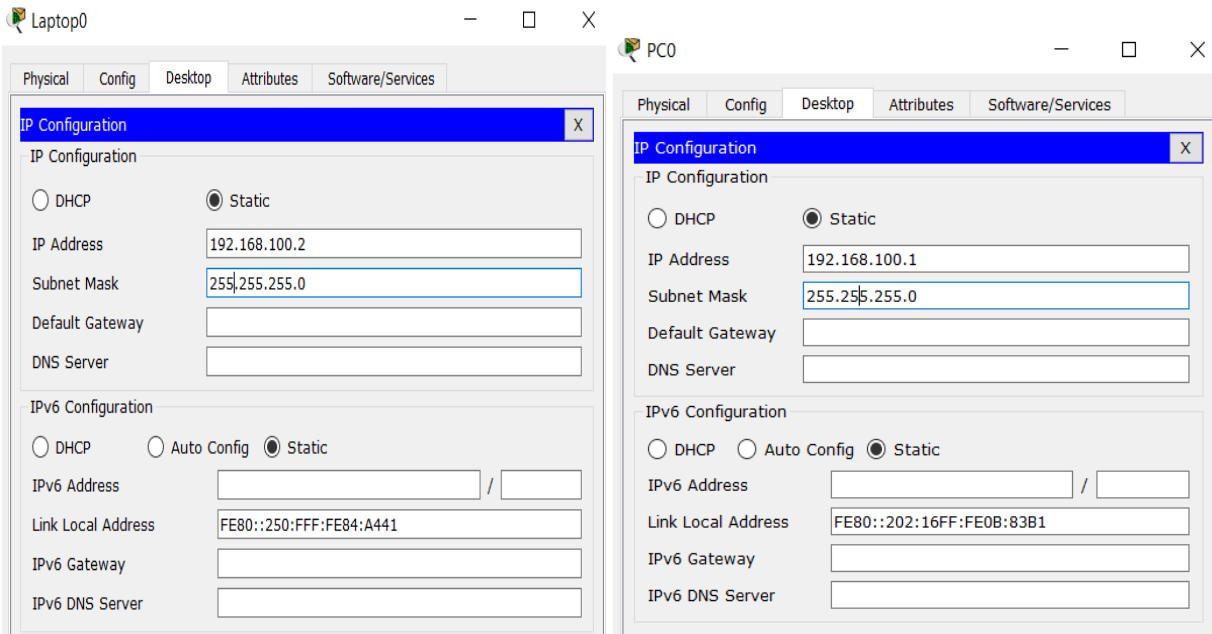 Laptop0
Physical Config Desktop Attributes Software/Services
IP Configuration X
IP Configuration
DHCP Static
IP Address 192.168.100.2
Subnet Mask 255.255.255.0
Default Gateway
DNS Server
IPv6 Configuration
DHCP Auto Config Static
IPv6 Address /
Link Local Address FE80::250:FFF:FE84:A441
IPv6 Gateway
IPv6 DNS Server
PC0
Physical Config Desktop Attributes Software/Services
IP Configuration X
IP Configuration
DHCP Static
IP Address 192.168.100.1
Subnet Mask 255.255.255.0
Default Gateway
DNS Server
IPv6 Configuration
DHCP Auto Config Static
IPv6 Address /
Link Local Address FE80::202:16FF:FE0B:83B1
IPv6 Gateway
IPv6 DNS Server